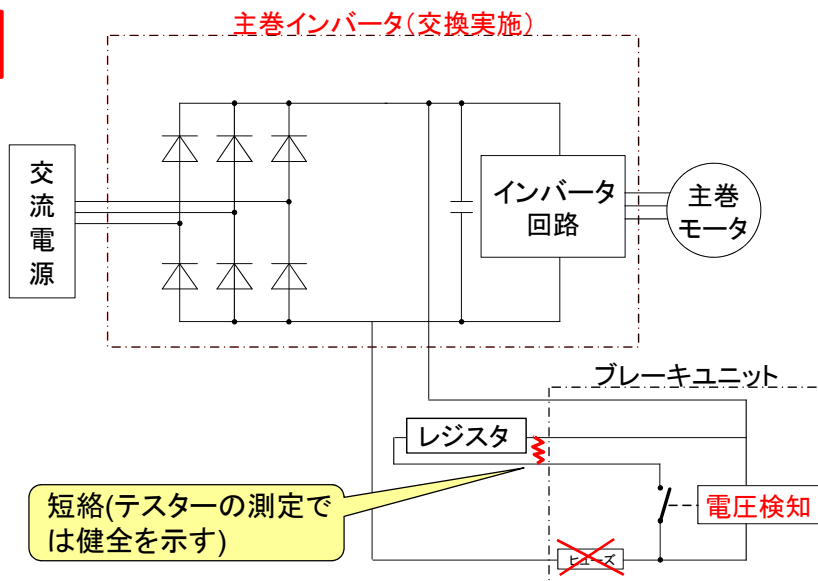 主巻インバータ(交換実施)
交流電源
インバータ
回路
主巻
モータ
ブレーキユニット
レジスタ
短絡(テスターの測定で
は健全を示す)
電圧検知
ヒューズ